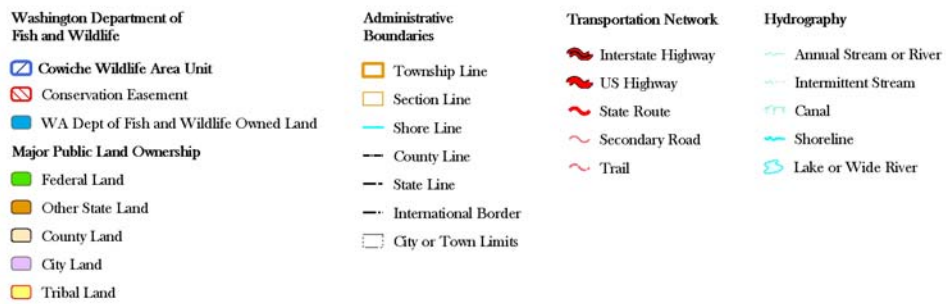 Washington Department of
Fish and Wildlife
Cowiche Wildlife Area Unit
Conservation Easement
WA Dept of Fish and Wildlife Owned Land
Major Public Land Ownership
Federal Land
Other State Land
County Land
City Land
Tribal Land
Administrative
Boundaries
Township Line
Section Line
Shore Line
County Line
State Line
International Border
City or Town Limits
Transportation Network
Interstate Highway
US Highway
State Route
Secondary Road
Trail
Hydrography
Annual Stream or River
Intermittent Stream
Canal
Shoreline
Lake or Wide River